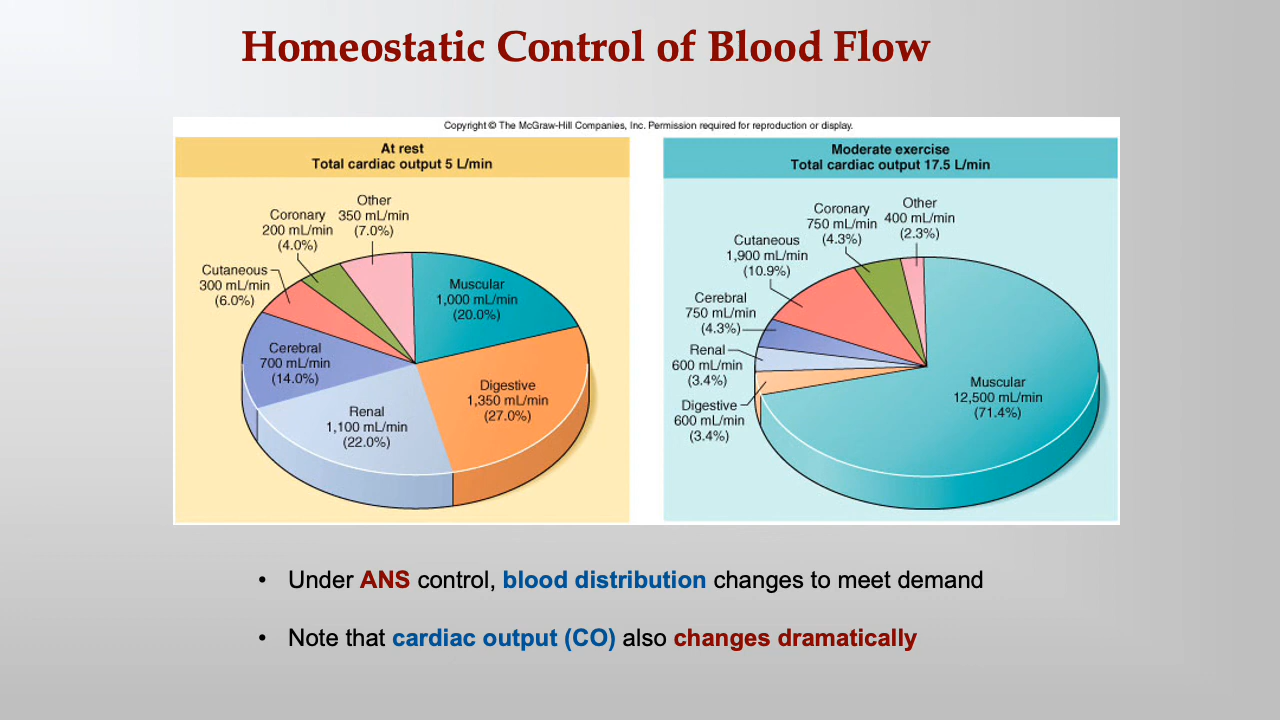 Homeostatic Control of Blood Flow
Copyright © The McGraw-Hill Companies, Inc. Permission required for reproduction or display.
At rest
Total cardiac output 5 L/min
Other
350 mL/min
(7.0%)
Coronary
200 mL/min
(4.0%)
Cutaneous
300 mL/min
(6.0%)
Muscular
1,000 mL/min
(20.0%)
Cerebral
700 mL/min
(14.0%)
Digestive
1,350 mL/min
(27.0%)
Renal
1,100 mL/min
(22.0%)
Moderate exercise
Total cardiac output 17.5 L/min
Other
400 mL/min
(2.3%)
Coronary
750 mL/min
(4.3%)
Cutaneous
1,900 mL/min
(10.9%)
Cerebral
750 mL/min
(4.3%)
Renal
600 mL/min
(3.4%)
Digestive
600 mL/min
(3.4%)
Muscular
12,500 mL/min
(71.4%)
• Under ANS control, blood distribution changes to meet demand
• Note that cardiac output (CO) also changes dramatically